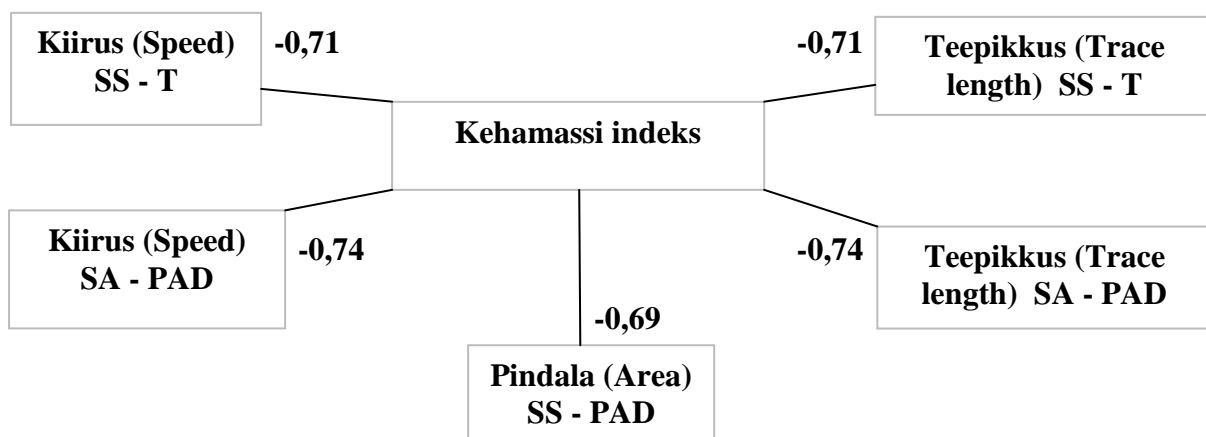 Kiirus (Speed)
SS - T
-0,71
-0,71
Teepikkus (Trace
length) SS - T
Kehamassi indeks
Kiirus (Speed)
SA - PAD
-0,74
-0,74
Teepikkus (Trace
length) SA - PAD
-0,69
Pindala (Area)
SS - PAD